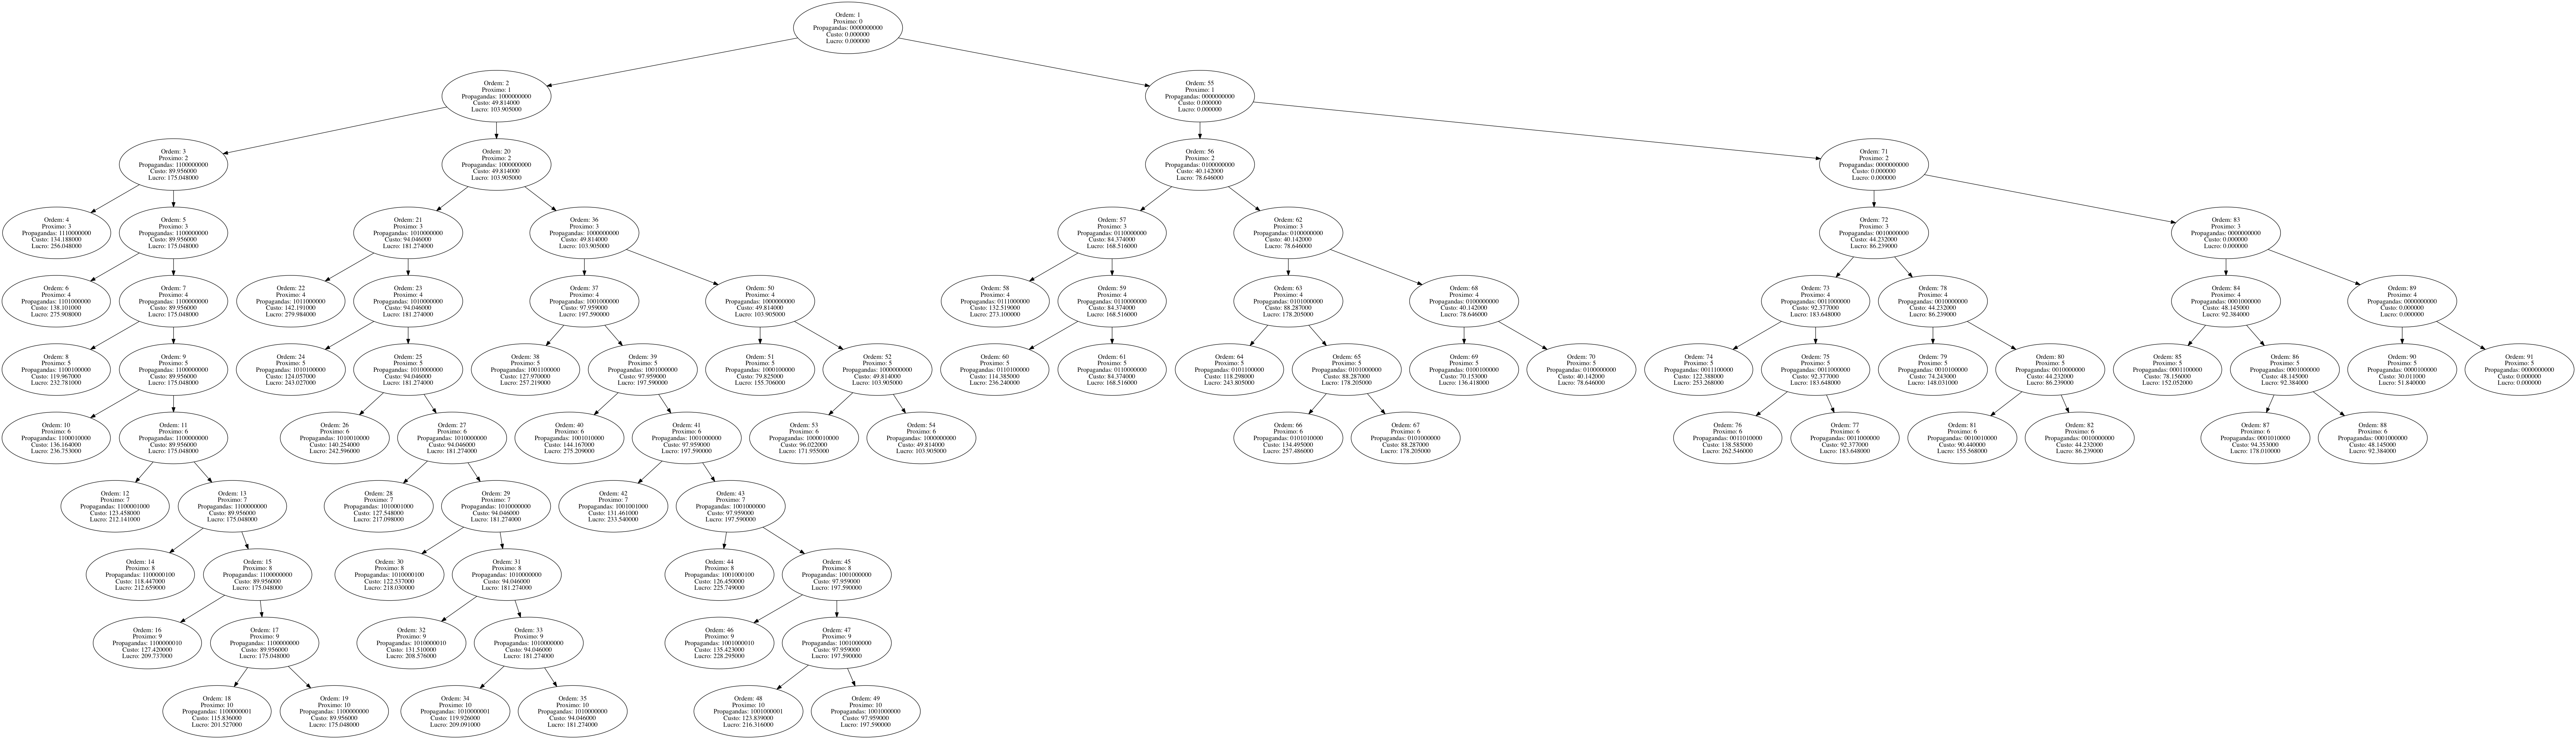 Ordem: 1
Proximo: 0
Propagandas: 0000000000
Custo: 0.000000
Lucro: 0.000000
Ordem: 2
Proximo: 1
Propagandas: 1000000000
Custo: 49.814000
Lucro: 103.905000
Ordem: 55
Proximo: 1
Propagandas: 0000000000
Custo: 0.000000
Lucro: 0.000000
Ordem: 3
Proximo: 2
Propagandas: 1100000000
Custo: 89.956000
Lucro: 175.048000
Ordem: 20
Proximo: 2
Propagandas: 1000000000
Custo: 49.814000
Lucro: 103.905000
Ordem: 56
Proximo: 2
Propagandas: 0100000000
Custo: 40.142000
Lucro: 78.646000
Ordem: 71
Proximo: 2
Propagandas: 0000000000
Custo: 0.000000
Lucro: 0.000000
Ordem: 4
Proximo: 3
Propagandas: 1110000000
Custo: 134.188000
Lucro: 256.048000
Ordem: 5
Proximo: 3
Propagandas: 1100000000
Custo: 89.956000
Lucro: 175.048000
Ordem: 21
Proximo: 3
Propagandas: 1010000000
Custo: 94.046000
Lucro: 181.274000
Ordem: 36
Proximo: 3
Propagandas: 1000000000
Custo: 49.814000
Lucro: 103.905000
Ordem: 57
Proximo: 3
Propagandas: 0110000000
Custo: 84.374000
Lucro: 168.516000
Ordem: 62
Proximo: 3
Propagandas: 0100000000
Custo: 40.142000
Lucro: 78.646000
Ordem: 72
Proximo: 3
Propagandas: 0010000000
Custo: 44.232000
Lucro: 86.239000
Ordem: 83
Proximo: 3
Propagandas: 0000000000
Custo: 0.000000
Lucro: 0.000000
Ordem: 6
Proximo: 4
Propagandas: 1101000000
Custo: 138.101000
Lucro: 275.908000
Ordem: 7
Proximo: 4
Propagandas: 1100000000
Custo: 89.956000
Lucro: 175.048000
Ordem: 22
Proximo: 4
Propagandas: 1011000000
Custo: 142.191000
Lucro: 279.984000
Ordem: 23
Proximo: 4
Propagandas: 1010000000
Custo: 94.046000
Lucro: 181.274000
Ordem: 37
Proximo: 4
Propagandas: 1001000000
Custo: 97.959000
Lucro: 197.590000
Ordem: 50
Proximo: 4
Propagandas: 1000000000
Custo: 49.814000
Lucro: 103.905000
Ordem: 58
Proximo: 4
Propagandas: 0111000000
Custo: 132.519000
Lucro: 273.100000
Ordem: 59
Proximo: 4
Propagandas: 0110000000
Custo: 84.374000
Lucro: 168.516000
Ordem: 63
Proximo: 4
Propagandas: 0101000000
Custo: 88.287000
Lucro: 178.205000
Ordem: 68
Proximo: 4
Propagandas: 0100000000
Custo: 40.142000
Lucro: 78.646000
Ordem: 73
Proximo: 4
Propagandas: 0011000000
Custo: 92.377000
Lucro: 183.648000
Ordem: 78
Proximo: 4
Propagandas: 0010000000
Custo: 44.232000
Lucro: 86.239000
Ordem: 84
Proximo: 4
Propagandas: 0001000000
Custo: 48.145000
Lucro: 92.384000
Ordem: 89
Proximo: 4
Propagandas: 0000000000
Custo: 0.000000
Lucro: 0.000000
Ordem: 8
Proximo: 5
Propagandas: 1100100000
Custo: 119.967000
Lucro: 232.781000
Ordem: 9
Proximo: 5
Propagandas: 1100000000
Custo: 89.956000
Lucro: 175.048000
Ordem: 24
Proximo: 5
Propagandas: 1010100000
Custo: 124.057000
Lucro: 243.027000
Ordem: 25
Proximo: 5
Propagandas: 1010000000
Custo: 94.046000
Lucro: 181.274000
Ordem: 38
Proximo: 5
Propagandas: 1001100000
Custo: 127.970000
Lucro: 257.219000
Ordem: 39
Proximo: 5
Propagandas: 1001000000
Custo: 97.959000
Lucro: 197.590000
Ordem: 51
Proximo: 5
Propagandas: 1000100000
Custo: 79.825000
Lucro: 155.706000
Ordem: 52
Proximo: 5
Propagandas: 1000000000
Custo: 49.814000
Lucro: 103.905000
Ordem: 60
Proximo: 5
Propagandas: 0110100000
Custo: 114.385000
Lucro: 236.240000
Ordem: 61
Proximo: 5
Propagandas: 0110000000
Custo: 84.374000
Lucro: 168.516000
Ordem: 64
Proximo: 5
Propagandas: 0101100000
Custo: 118.298000
Lucro: 243.805000
Ordem: 65
Proximo: 5
Propagandas: 0101000000
Custo: 88.287000
Lucro: 178.205000
Ordem: 69
Proximo: 5
Propagandas: 0100100000
Custo: 70.153000
Lucro: 136.418000
Ordem: 70
Proximo: 5
Propagandas: 0100000000
Custo: 40.142000
Lucro: 78.646000
Ordem: 74
Proximo: 5
Propagandas: 0011100000
Custo: 122.388000
Lucro: 253.268000
Ordem: 75
Proximo: 5
Propagandas: 0011000000
Custo: 92.377000
Lucro: 183.648000
Ordem: 79
Proximo: 5
Propagandas: 0010100000
Custo: 74.243000
Lucro: 148.031000
Ordem: 80
Proximo: 5
Propagandas: 0010000000
Custo: 44.232000
Lucro: 86.239000
Ordem: 85
Proximo: 5
Propagandas: 0001100000
Custo: 78.156000
Lucro: 152.052000
Ordem: 86
Proximo: 5
Propagandas: 0001000000
Custo: 48.145000
Lucro: 92.384000
Ordem: 90
Proximo: 5
Propagandas: 0000100000
Custo: 30.011000
Lucro: 51.840000
Ordem: 91
Proximo: 5
Propagandas: 0000000000
Custo: 0.000000
Lucro: 0.000000
Ordem: 10
Proximo: 6
Propagandas: 1100010000
Custo: 136.164000
Lucro: 236.753000
Ordem: 11
Proximo: 6
Propagandas: 1100000000
Custo: 89.956000
Lucro: 175.048000
Ordem: 26
Proximo: 6
Propagandas: 1010010000
Custo: 140.254000
Lucro: 242.596000
Ordem: 27
Proximo: 6
Propagandas: 1010000000
Custo: 94.046000
Lucro: 181.274000
Ordem: 40
Proximo: 6
Propagandas: 1001010000
Custo: 144.167000
Lucro: 275.209000
Ordem: 41
Proximo: 6
Propagandas: 1001000000
Custo: 97.959000
Lucro: 197.590000
Ordem: 53
Proximo: 6
Propagandas: 1000010000
Custo: 96.022000
Lucro: 171.955000
Ordem: 54
Proximo: 6
Propagandas: 1000000000
Custo: 49.814000
Lucro: 103.905000
Ordem: 66
Proximo: 6
Propagandas: 0101010000
Custo: 134.495000
Lucro: 257.486000
Ordem: 67
Proximo: 6
Propagandas: 0101000000
Custo: 88.287000
Lucro: 178.205000
Ordem: 76
Proximo: 6
Propagandas: 0011010000
Custo: 138.585000
Lucro: 262.546000
Ordem: 77
Proximo: 6
Propagandas: 0011000000
Custo: 92.377000
Lucro: 183.648000
Ordem: 81
Proximo: 6
Propagandas: 0010010000
Custo: 90.440000
Lucro: 155.568000
Ordem: 82
Proximo: 6
Propagandas: 0010000000
Custo: 44.232000
Lucro: 86.239000
Ordem: 87
Proximo: 6
Propagandas: 0001010000
Custo: 94.353000
Lucro: 178.010000
Ordem: 88
Proximo: 6
Propagandas: 0001000000
Custo: 48.145000
Lucro: 92.384000
Ordem: 12
Proximo: 7
Propagandas: 1100001000
Custo: 123.458000
Lucro: 212.141000
Ordem: 13
Proximo: 7
Propagandas: 1100000000
Custo: 89.956000
Lucro: 175.048000
Ordem: 28
Proximo: 7
Propagandas: 1010001000
Custo: 127.548000
Lucro: 217.098000
Ordem: 29
Proximo: 7
Propagandas: 1010000000
Custo: 94.046000
Lucro: 181.274000
Ordem: 42
Proximo: 7
Propagandas: 1001001000
Custo: 131.461000
Lucro: 233.540000
Ordem: 43
Proximo: 7
Propagandas: 1001000000
Custo: 97.959000
Lucro: 197.590000
Ordem: 14
Proximo: 8
Propagandas: 1100000100
Custo: 118.447000
Lucro: 212.659000
Ordem: 15
Proximo: 8
Propagandas: 1100000000
Custo: 89.956000
Lucro: 175.048000
Ordem: 30
Proximo: 8
Propagandas: 1010000100
Custo: 122.537000
Lucro: 218.030000
Ordem: 31
Proximo: 8
Propagandas: 1010000000
Custo: 94.046000
Lucro: 181.274000
Ordem: 44
Proximo: 8
Propagandas: 1001000100
Custo: 126.450000
Lucro: 225.749000
Ordem: 45
Proximo: 8
Propagandas: 1001000000
Custo: 97.959000
Lucro: 197.590000
Ordem: 16
Proximo: 9
Propagandas: 1100000010
Custo: 127.420000
Lucro: 209.737000
Ordem: 17
Proximo: 9
Propagandas: 1100000000
Custo: 89.956000
Lucro: 175.048000
Ordem: 32
Proximo: 9
Propagandas: 1010000010
Custo: 131.510000
Lucro: 208.576000
Ordem: 33
Proximo: 9
Propagandas: 1010000000
Custo: 94.046000
Lucro: 181.274000
Ordem: 46
Proximo: 9
Propagandas: 1001000010
Custo: 135.423000
Lucro: 228.295000
Ordem: 47
Proximo: 9
Propagandas: 1001000000
Custo: 97.959000
Lucro: 197.590000
Ordem: 18
Proximo: 10
Propagandas: 1100000001
Custo: 115.836000
Lucro: 201.527000
Ordem: 19
Proximo: 10
Propagandas: 1100000000
Custo: 89.956000
Lucro: 175.048000
Ordem: 34
Proximo: 10
Propagandas: 1010000001
Custo: 119.926000
Lucro: 209.091000
Ordem: 35
Proximo: 10
Propagandas: 1010000000
Custo: 94.046000
Lucro: 181.274000
Ordem: 48
Proximo: 10
Propagandas: 1001000001
Custo: 123.839000
Lucro: 216.316000
Ordem: 49
Proximo: 10
Propagandas: 1001000000
Custo: 97.959000
Lucro: 197.590000